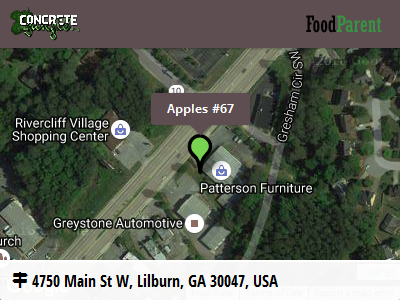 CONCRETE
Jungle
FoodParent
10
Apples #67
Gresham Cir SN
Rivercliff Village
Shopping Center
Patterson Furniture
Greystone Automotive
urch
4750 Main St W, Lilburn, GA 30047, USA